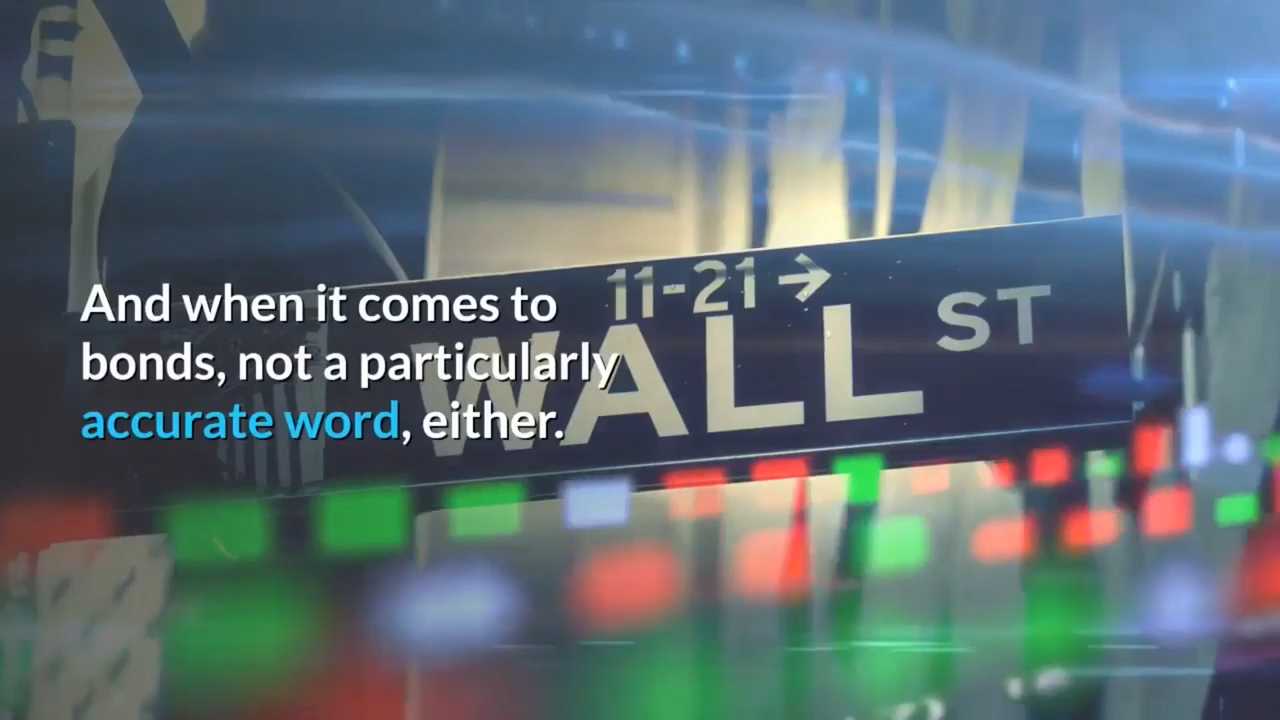 11-21 →
WALL ST
And when it comes to
bonds, not a particularly
accurate word, either.